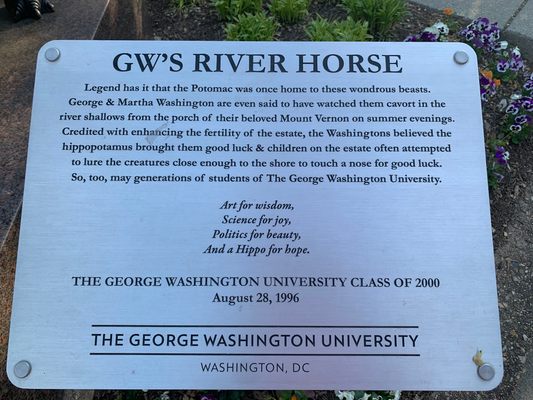 GW'S RIVER HORSE
Legend has it that the Potomac was once home to these wondrous beasts.
George & Martha Washington are even said to have watched them cavort in the
river shallows from the porch of their beloved Mount Vernon on summer evenings.
Credited with enhancing the fertility of the estate, the Washingtons believed the
hippopotamus brought them good luck & children on the estate often attempted
to lure the creatures close enough to the shore to touch a nose for good luck.
So, too, may generations of students of The George Washington University.
Art for wisdom,
Science for joy,
Politics for beauty,
And a Hippo for hope.
THE GEORGE WASHINGTON UNIVERSITY CLASS OF 2000
August 28, 1996
THE GEORGE WASHINGTON UNIVERSITY
WASHINGTON, DC